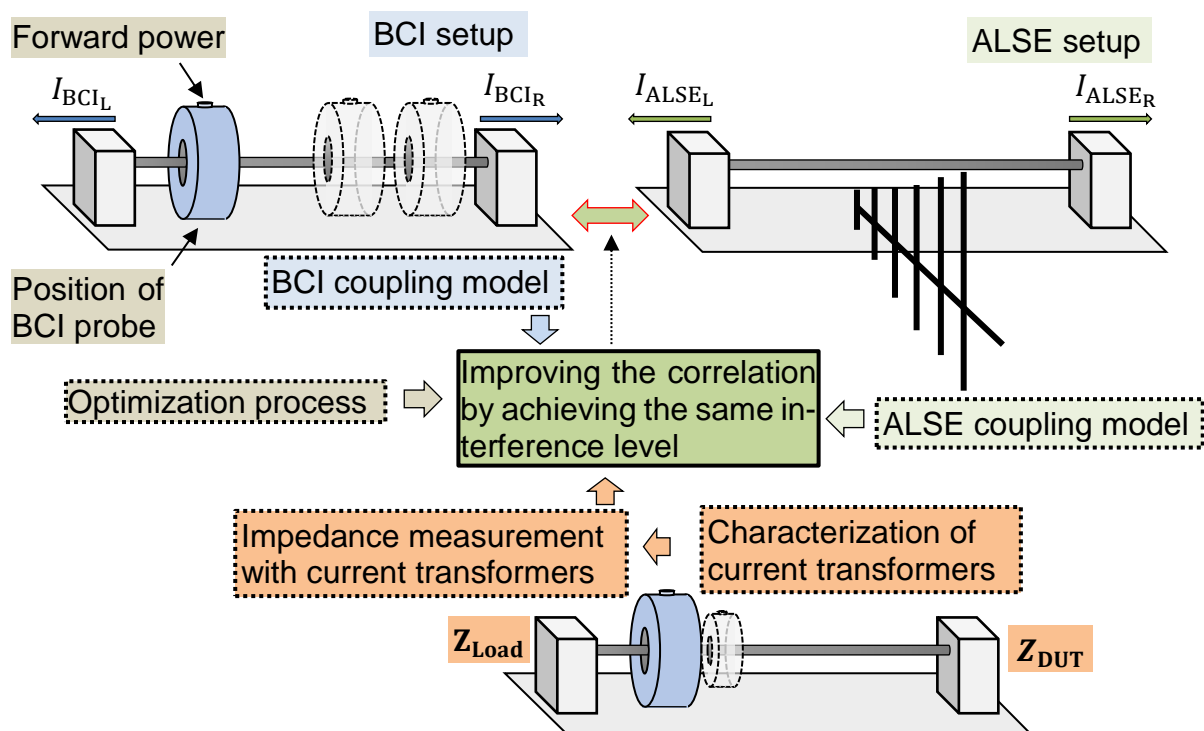 Forward power
BCI setup
ALSE setup
I_BCI_L
I_BCI_R
I_ALSE_L
I_ALSE_R
Position of
BCI probe
BCI coupling model
Optimization process
Improving the correlation
by achieving the same in-
terference level
ALSE coupling model
Impedance measurement
with current transformers
Characterization of
current transformers
Z_Load
Z_DUT